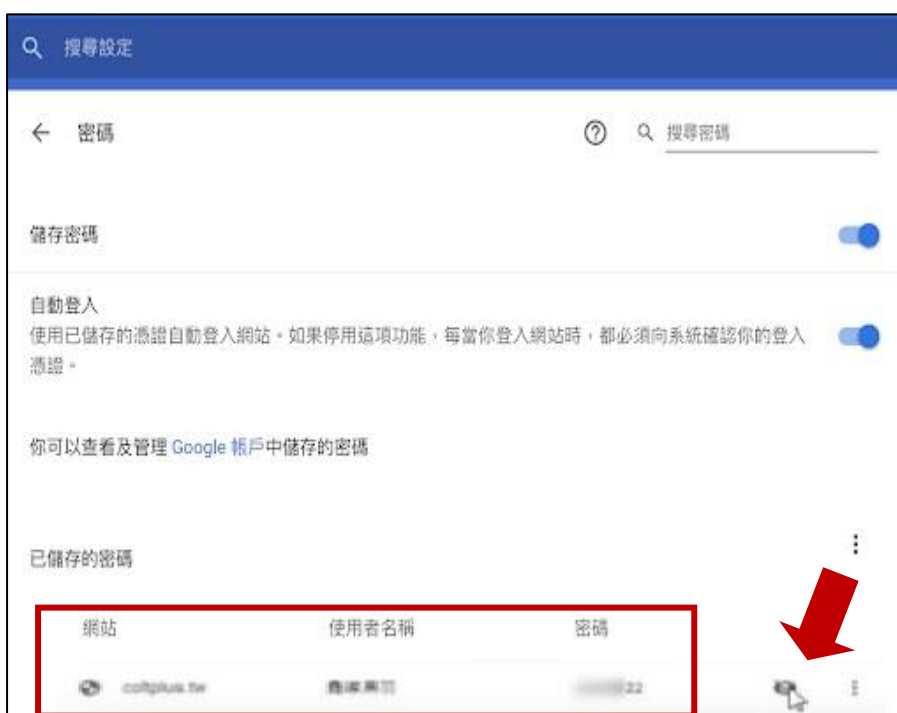 搜尋設定
密碼
搜尋密碼
儲存密碼
自動登入
使用已儲存的憑證自動登入網站。如果停用這項功能，每當你登入網站時，都必須向系統確認你的登入
憑證。
你可以查看及管理 Google 帳戶中儲存的密碼
已儲存的密碼
網站 使用者名稱 密碼
coltplus.tw 22